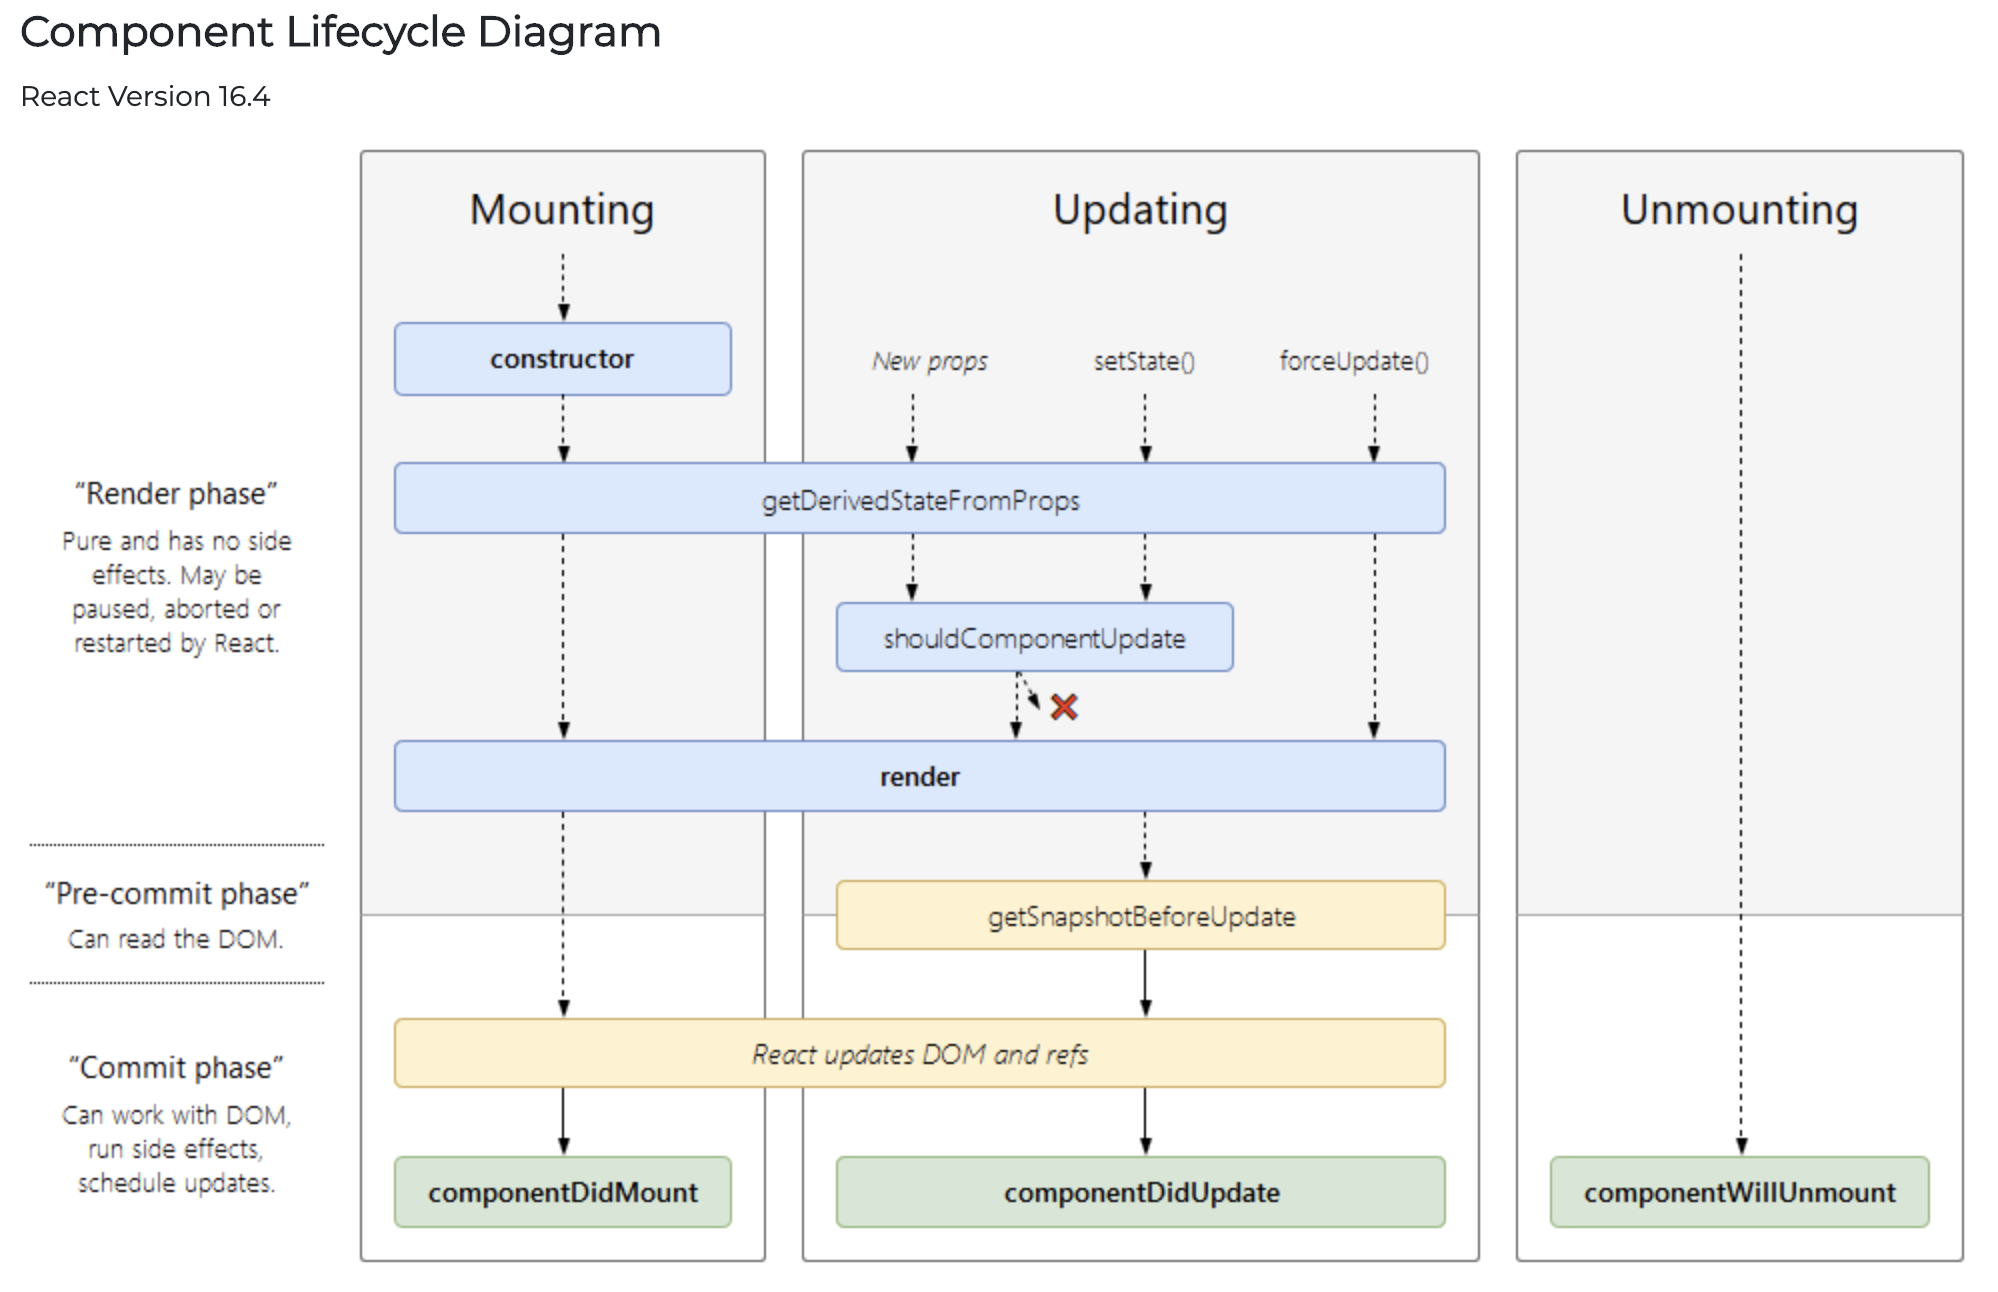 Component Lifecycle Diagram
React Version 16.4
Mounting
Updating
Unmounting
constructor
New props
setState()
forceUpdate()
“Render phase”
Pure and has no side
effects. May be
paused, aborted or
restarted by React.
getDerivedStateFromProps
shouldComponentUpdate
render
“Pre-commit phase”
Can read the DOM.
getSnapshotBeforeUpdate
“Commit phase”
Can work with DOM,
run side effects,
schedule updates.
React updates DOM and refs
componentDidMount
componentDidUpdate
componentWillUnmount